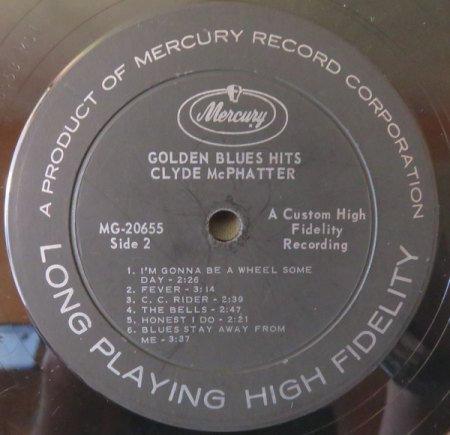 A PRODUCT OF MERCURY RECORD CORPORATION
Mercury
GOLDEN BLUES HITS
CLYDE McPHATTER
MG-20655
Side 2
A Custom High
Fidelity
Recording
1. I'M GONNA BE A WHEEL SOME
DAY - 2:26
2. FEVER - 3:14
3. C. C. RIDER - 2:39
4. THE BELLS - 2:47
5. HONEST I DO - 2:21
6. BLUES STAY AWAY FROM
ME - 3:37
LONG PLAYING HIGH FIDELITY